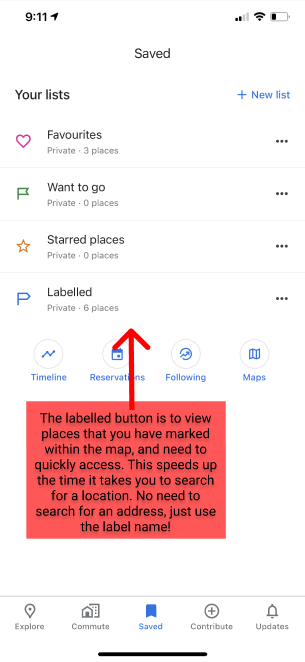 9:11
Saved
Your lists
+ New list
Favourites
Private · 3 places
Want to go
Private · 0 places
Starred places
Private · 0 places
Labelled
Private · 6 places
Timeline
Reservations
Following
Maps
The labelled button is to view
places that you have marked
within the map, and need to
quickly access. This speeds up
the time it takes you to search
for a location. No need to
search for an address, just use
the label name!
Explore
Commute
Saved
Contribute
Updates